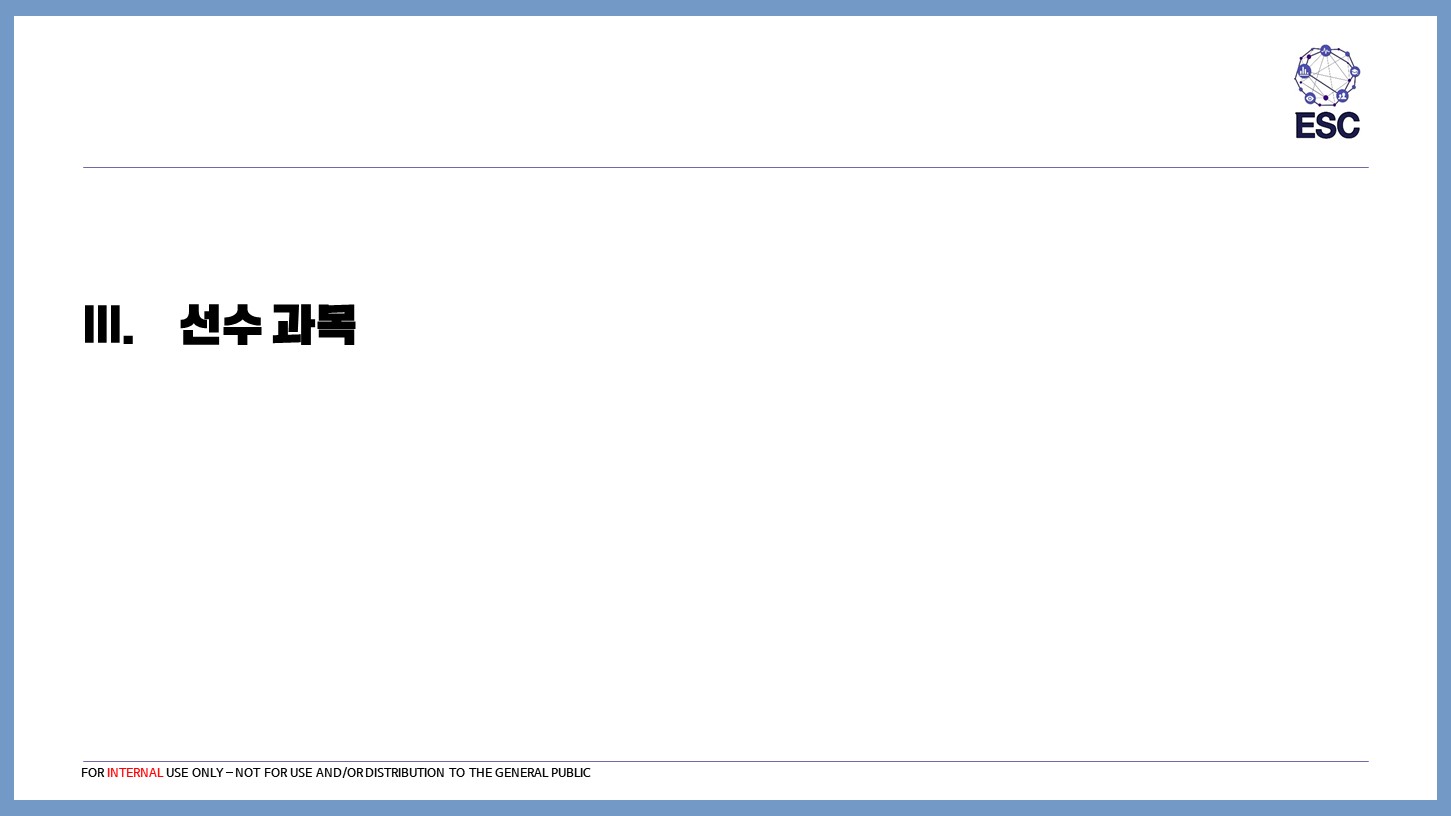 ESC
III. 선수 과목
FOR INTERNAL USE ONLY – NOT FOR USE AND/OR DISTRIBUTION TO THE GENERAL PUBLIC